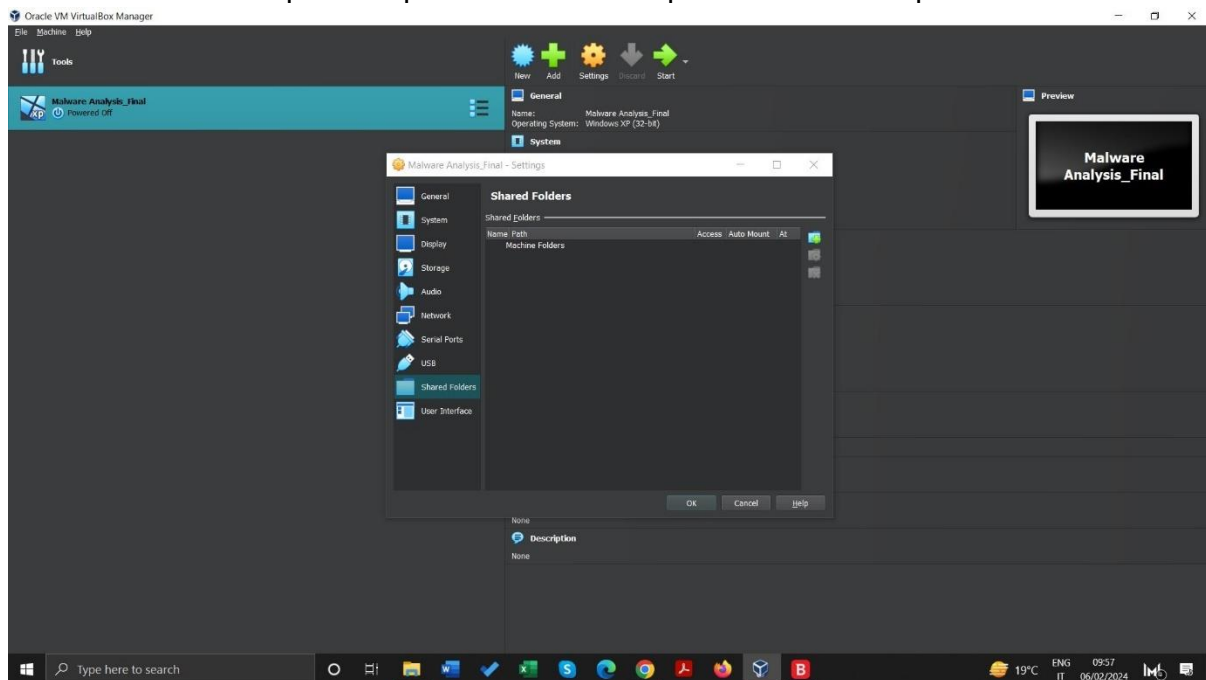 Oracle VM VirtualBox Manager
File Machine Help
Tools
New Add Settings Discard Start
Malware Analysis_Final
Powered Off
General
Name: Malware Analysis_Final
Operating System: Windows XP (32-bit)
System
Preview
Malware
Analysis_Final
Malware Analysis_Final - Settings
General
System
Display
Storage
Audio
Network
Serial Ports
USB
Shared Folders
User Interface
Shared Folders
Shared Folders
Name Path Access Auto Mount At
Machine Folders
OK Cancel Help
None
Description
None
Type here to search
19°C
ENG
IT
09:57
06/02/2024